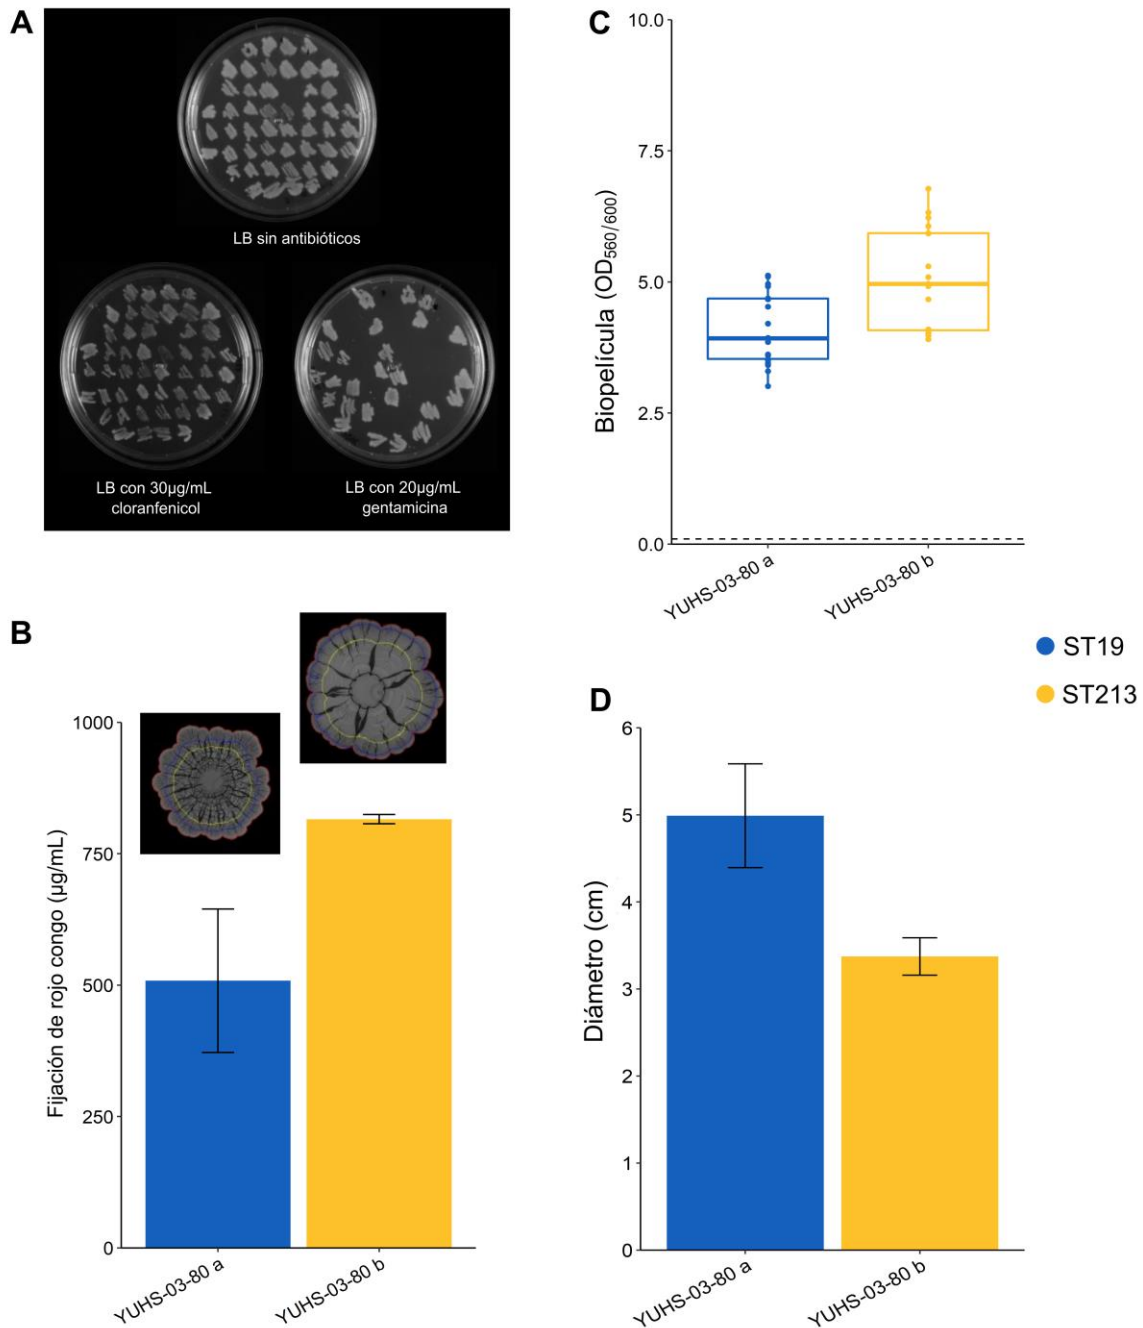 A
LB sin antibióticos
LB con 30µg/mL
cloranfenicol
LB con 20µg/mL
gentamicina
C
Biopelícula (OD560/600)
10.0
7.5
5.0
2.5
0.0
YUHS-03-80 a
YUHS-03-80 b
B
Fijación de rojo congo (µg/mL)
1000
750
500
250
0
YUHS-03-80 a
YUHS-03-80 b
ST19
ST213
D
Diámetro (cm)
6
5
4
3
2
1
0
YUHS-03-80 a
YUHS-03-80 b